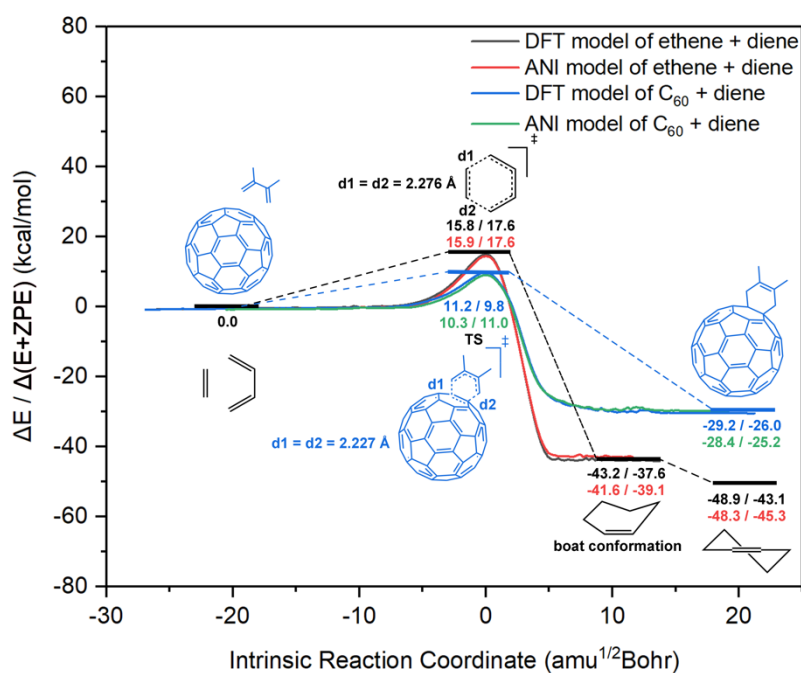 DFT model of ethene + diene
ANI model of ethene + diene
DFT model of C₆₀ + diene
ANI model of C₆₀ + diene
80
60
40
20
0
-20
-40
-60
-80
ΔE / Δ(E+ZPE) (kcal/mol)
d1
‡
d1 = d2 = 2.276 Å
d2
15.8 / 17.6
15.9 / 17.6
0.0
11.2 / 9.8
10.3 / 11.0
TS
‡
d1
d2
d1 = d2 = 2.227 Å
-29.2 / -26.0
-28.4 / -25.2
-43.2 / -37.6
-41.6 / -39.1
boat conformation
-48.9 / -43.1
-48.3 / -45.3
-30
-20
-10
0
10
20
Intrinsic Reaction Coordinate (amu¹/²Bohr)